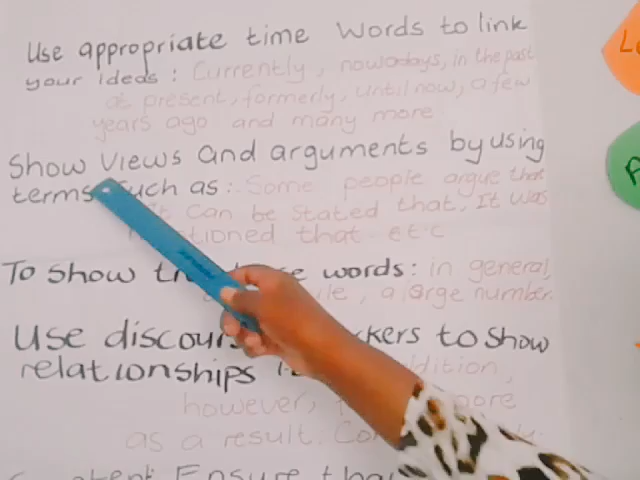 Use appropriate time words to link
your ideas: Currently, nowadays, in the past
at present, formerly, until now, a few
years ago and many more
Show Views and arguments by using
terms such as: Some people argue that
it can be stated that. It was
mentioned that etc
To show words: in general,
a large number
Use discourse markers to show
relationships
however,
as a result.
Ensure